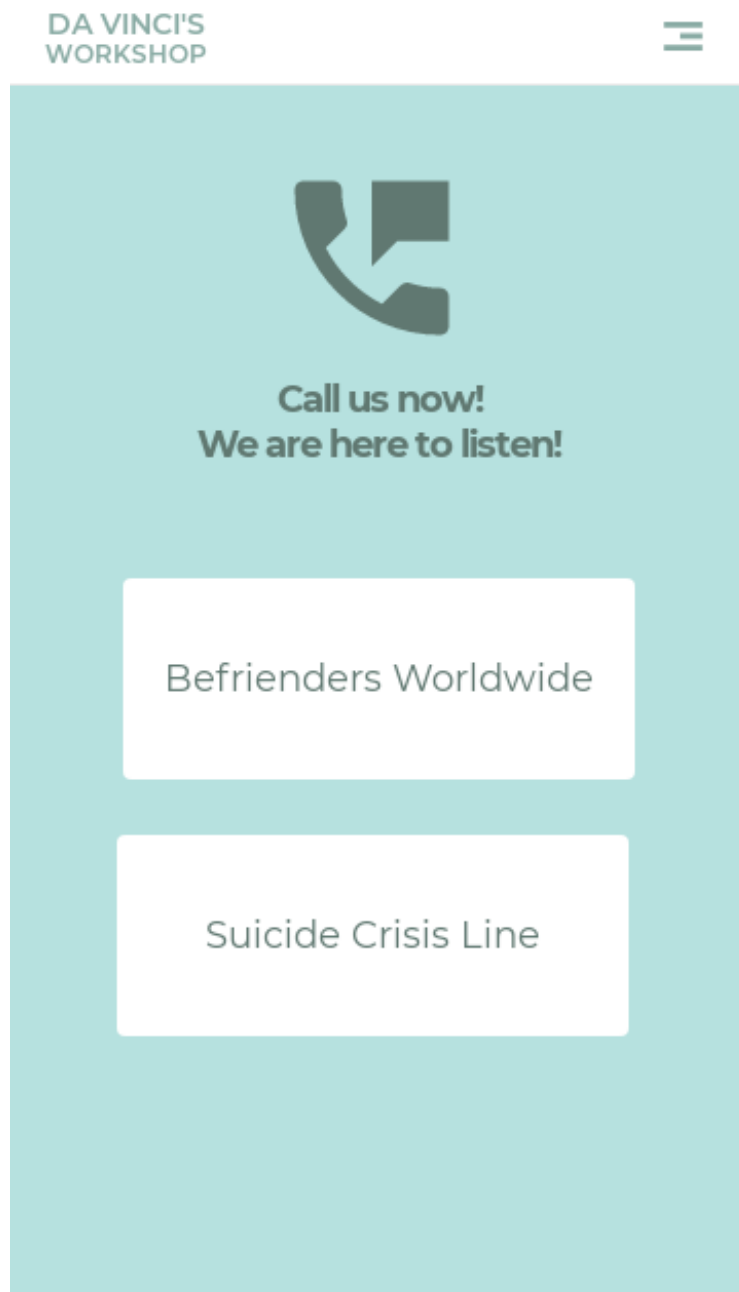 DA VINCI'S
WORKSHOP
Call us now!
We are here to listen!
Befrienders Worldwide
Suicide Crisis Line